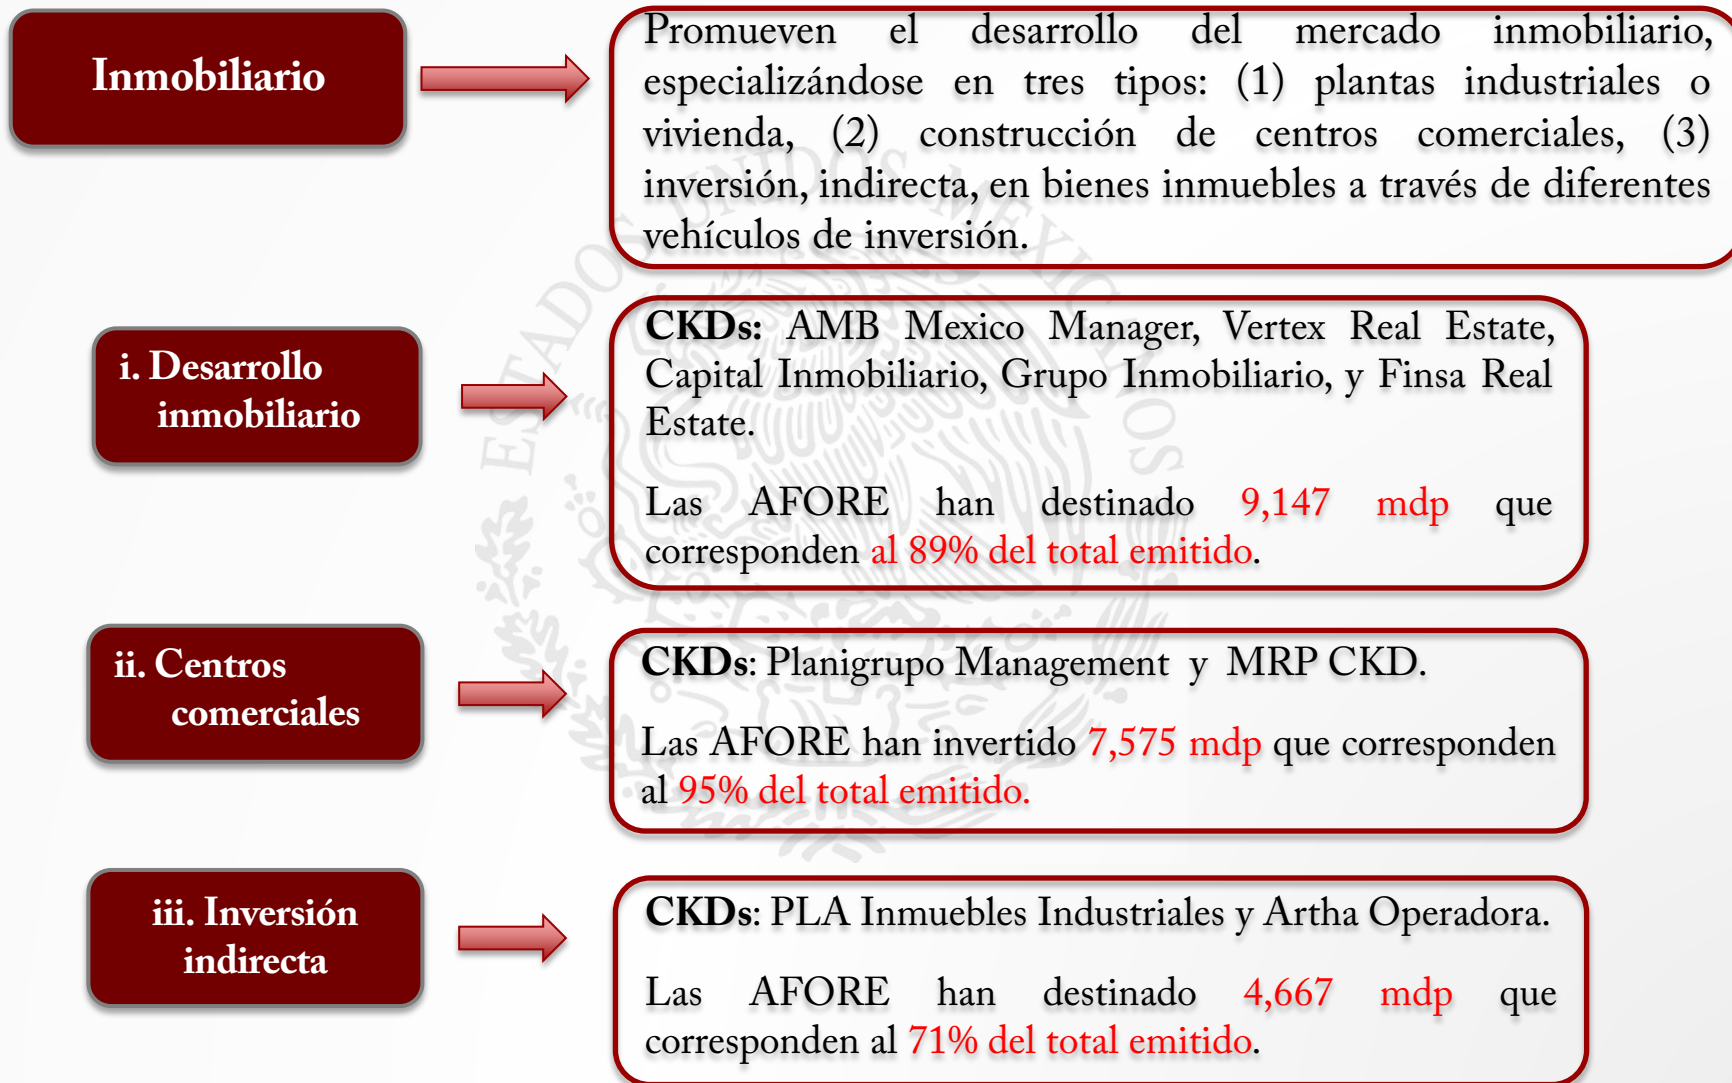 Inmobiliario
Promueven el desarrollo del mercado inmobiliario,
especializándose en tres tipos: (1) plantas industriales o
vivienda, (2) construcción de centros comerciales, (3)
inversión, indirecta, en bienes inmuebles a través de diferentes
vehículos de inversión.
ESTADOS UNIDOS MEXICANOS
i. Desarrollo
inmobiliario
CKDs: AMB Mexico Manager, Vertex Real Estate,
Capital Inmobiliario, Grupo Inmobiliario, y Finsa Real
Estate.
Las AFORE han destinado 9,147 mdp que
corresponden al 89% del total emitido.
ii. Centros
comerciales
CKDs: Planigrupo Management y MRP CKD.
Las AFORE han invertido 7,575 mdp que corresponden
al 95% del total emitido.
iii. Inversión
indirecta
CKDs: PLA Inmuebles Industriales y Artha Operadora.
Las AFORE han destinado 4,667 mdp que
corresponden al 71% del total emitido.